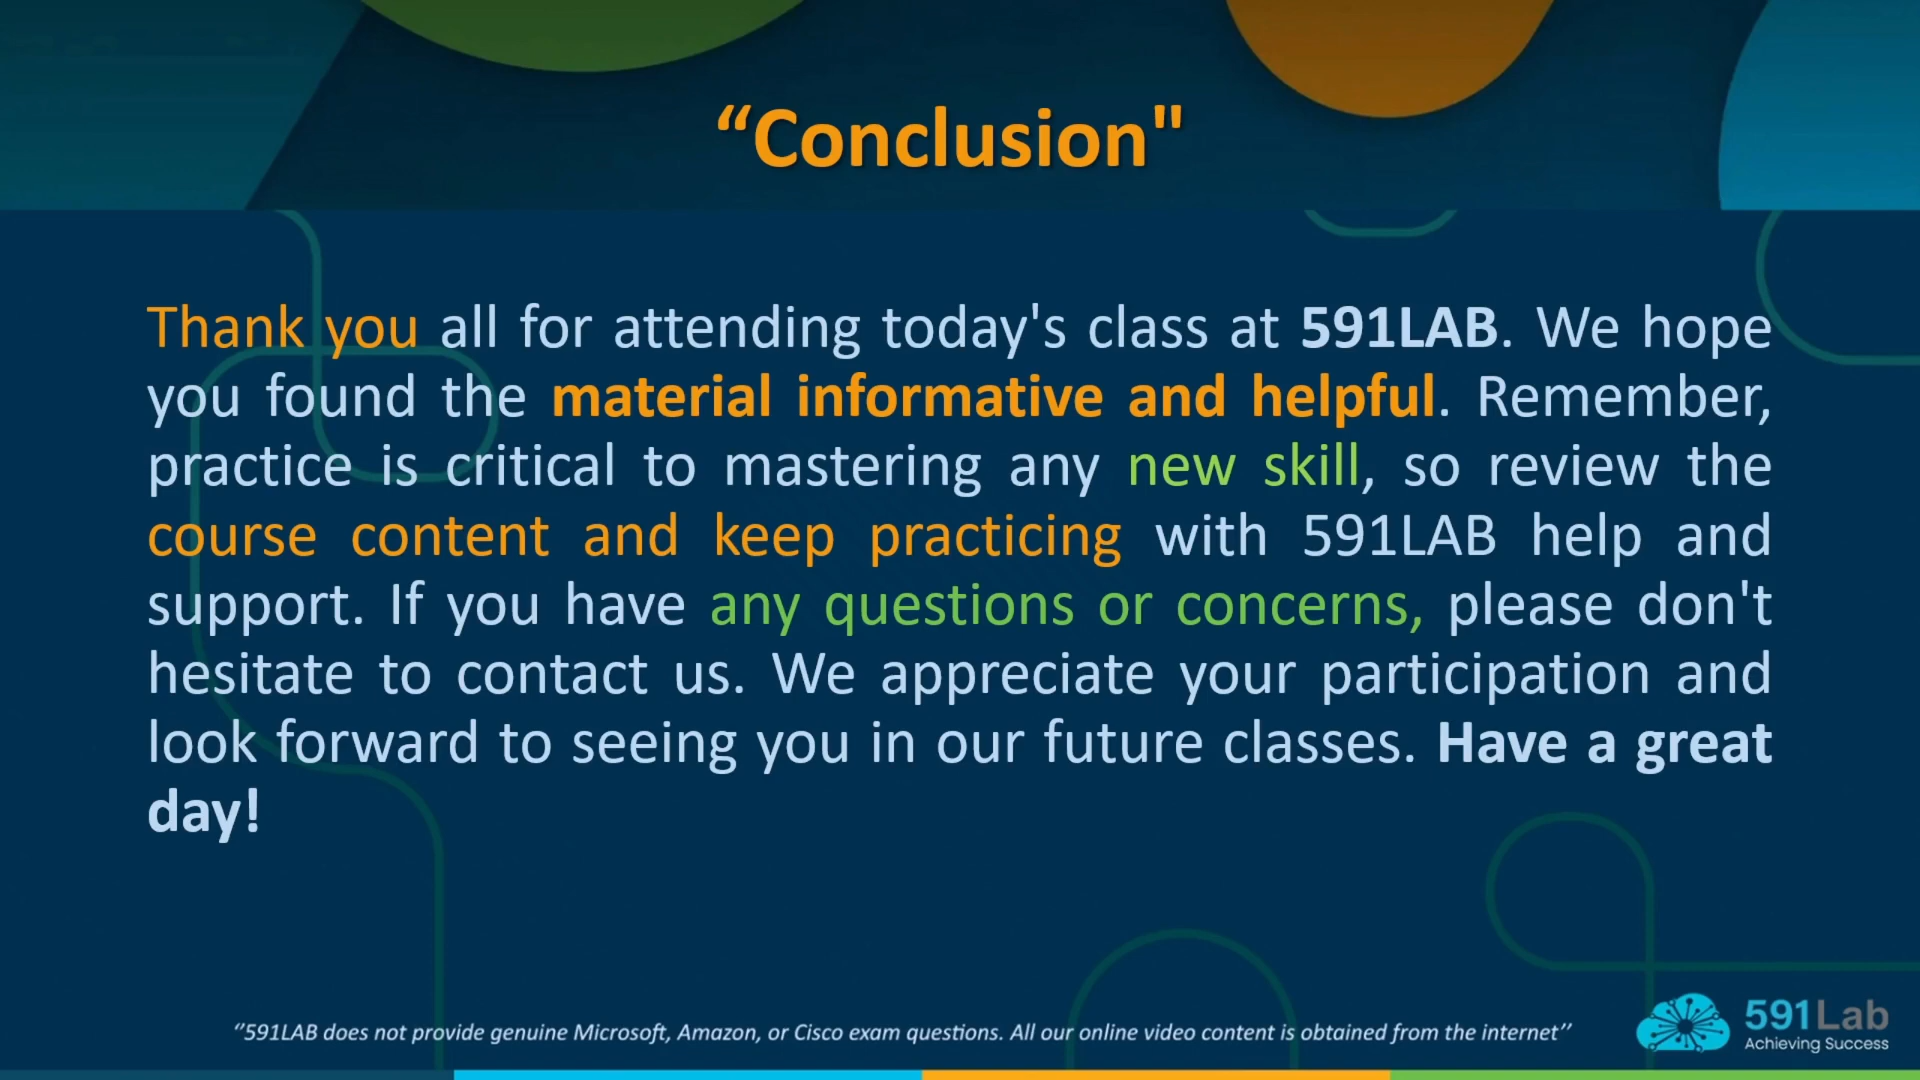 “Conclusion"
Thank you all for attending today's class at 591LAB. We hope
you found the material informative and helpful. Remember,
practice is critical to mastering any new skill, so review the
course content and keep practicing with 591LAB help and
support. If you have any questions or concerns, please don't
hesitate to contact us. We appreciate your participation and
look forward to seeing you in our future classes. Have a great
day!
‘’591LAB does not provide genuine Microsoft, Amazon, or Cisco exam questions. All our online video content is obtained from the internet’’
591Lab
Achieving Success